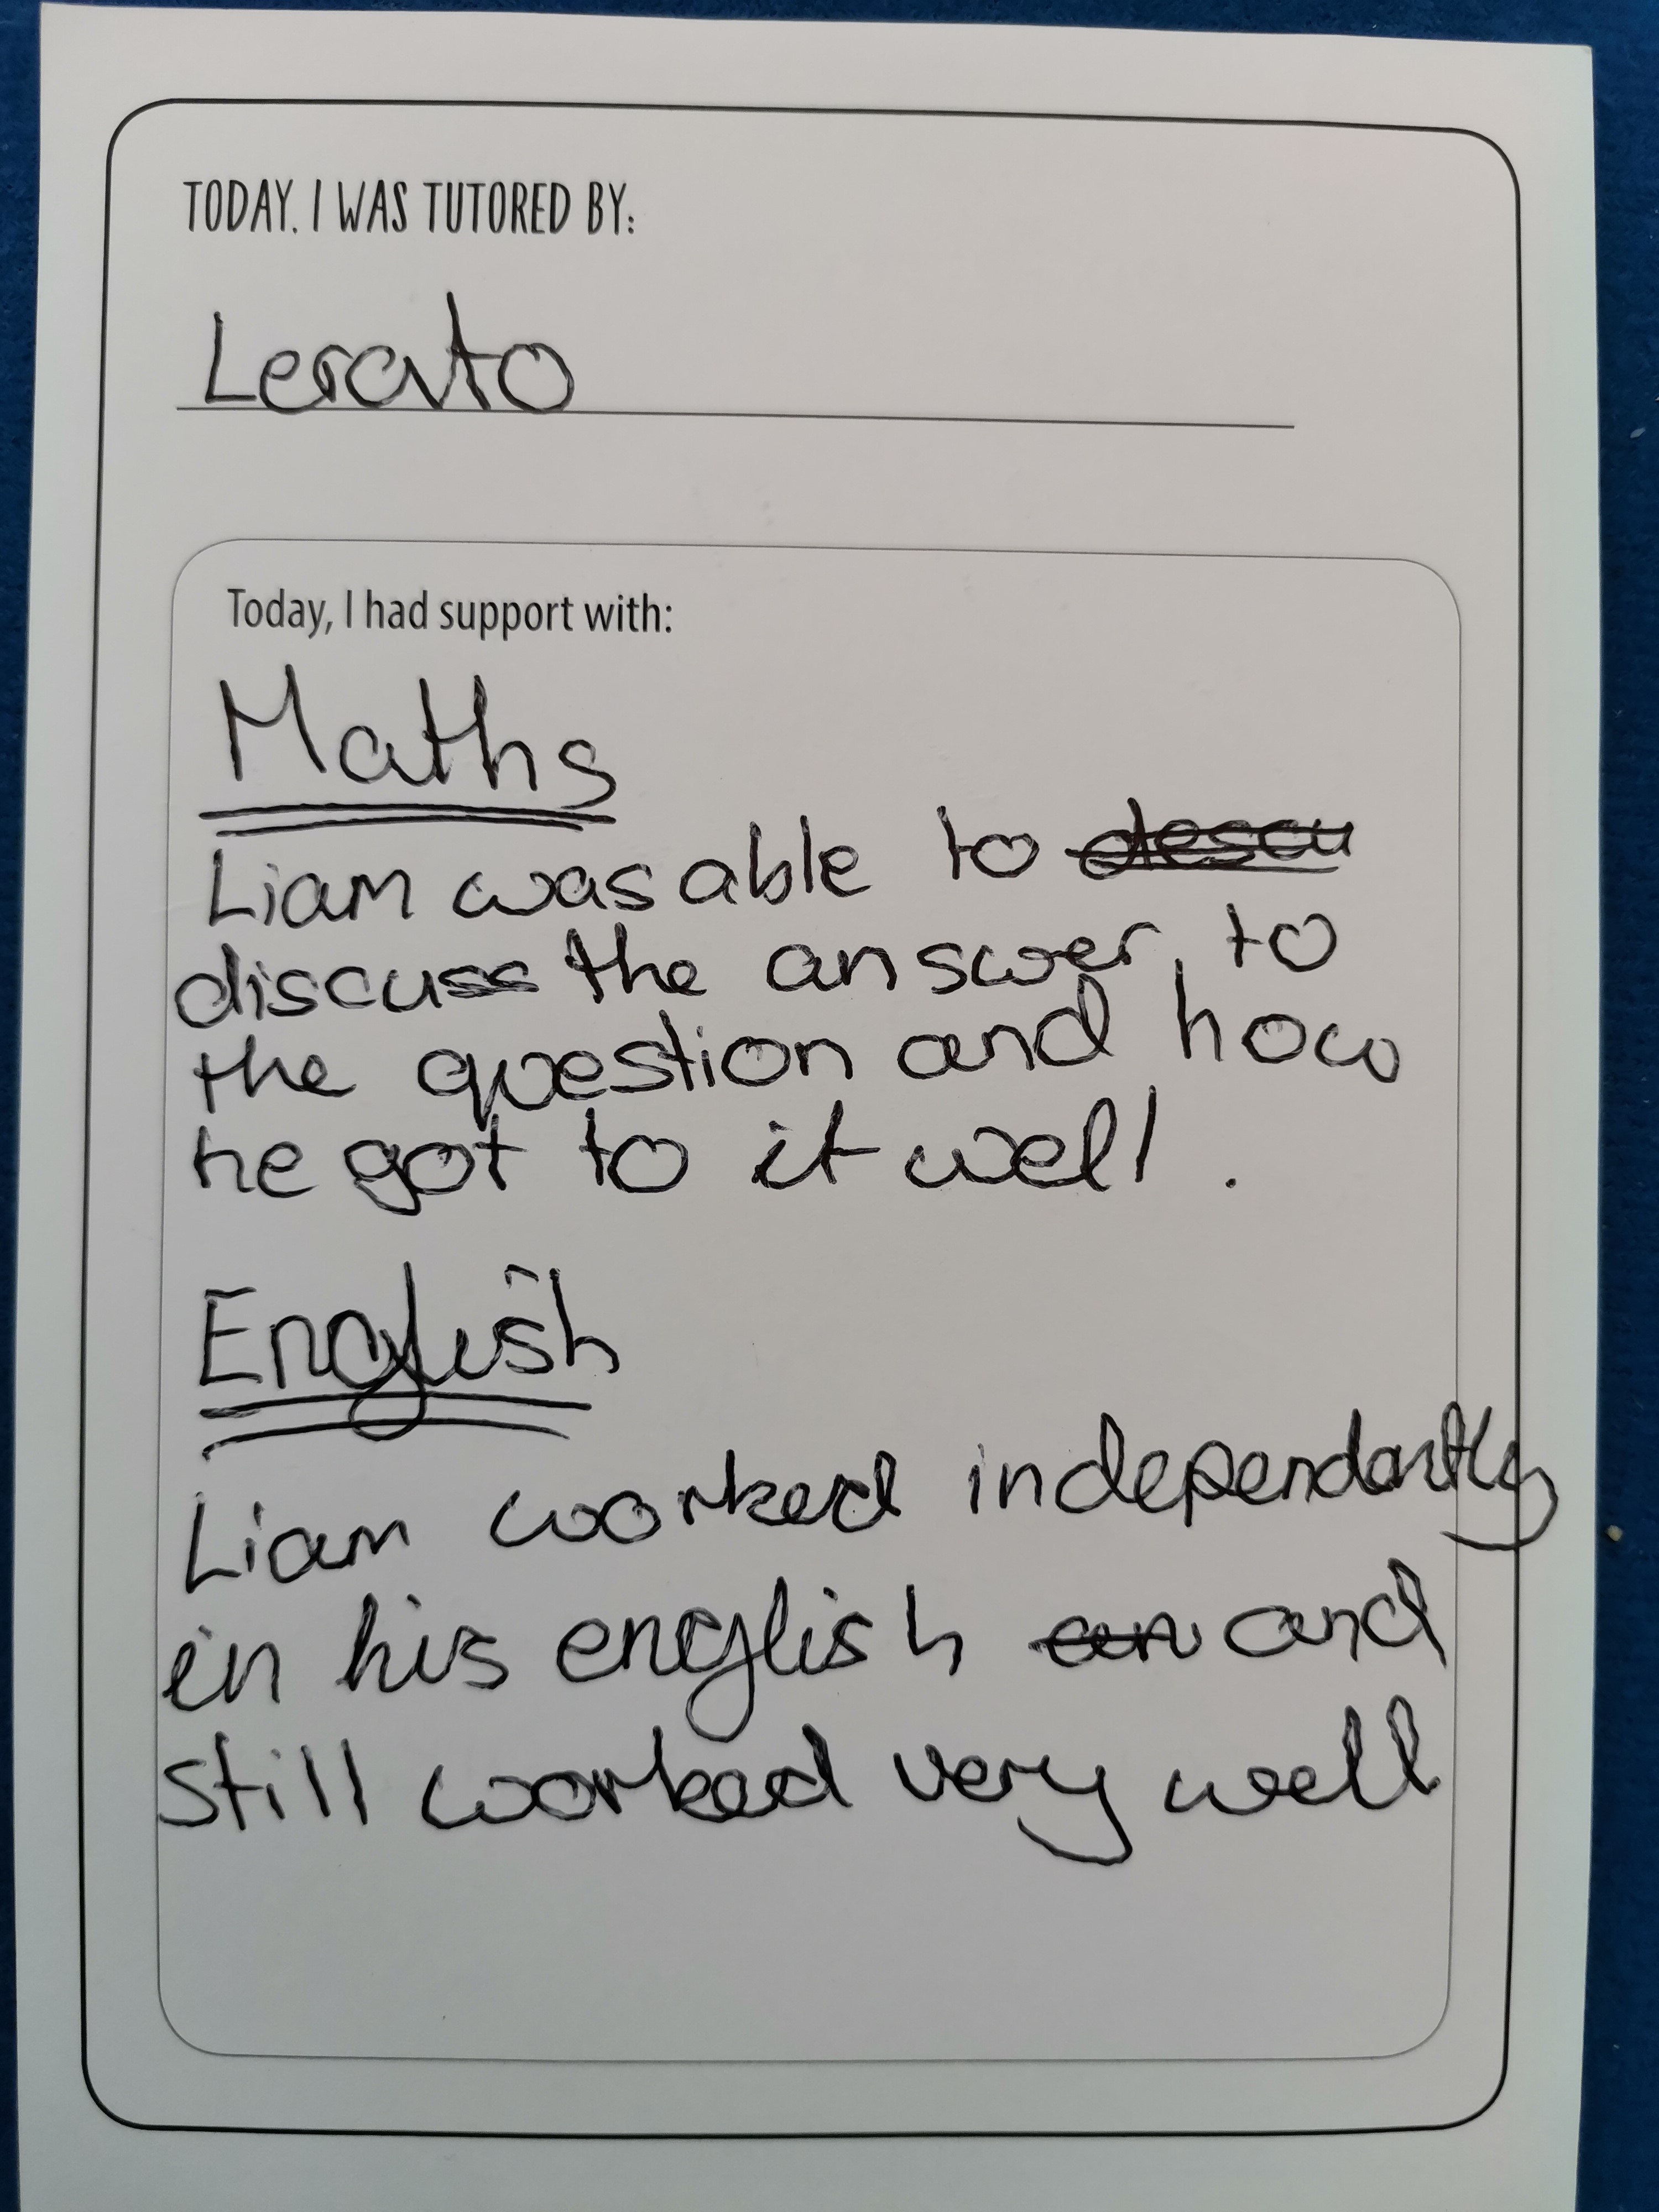 TODAY, I WAS TUTORED BY:
Lerato
Today, I had support with:
Maths
Liam was able to
discuss the answer, to
the question and how
he got to it well.
English
Liam worked independantly
in his english and
still worked very well